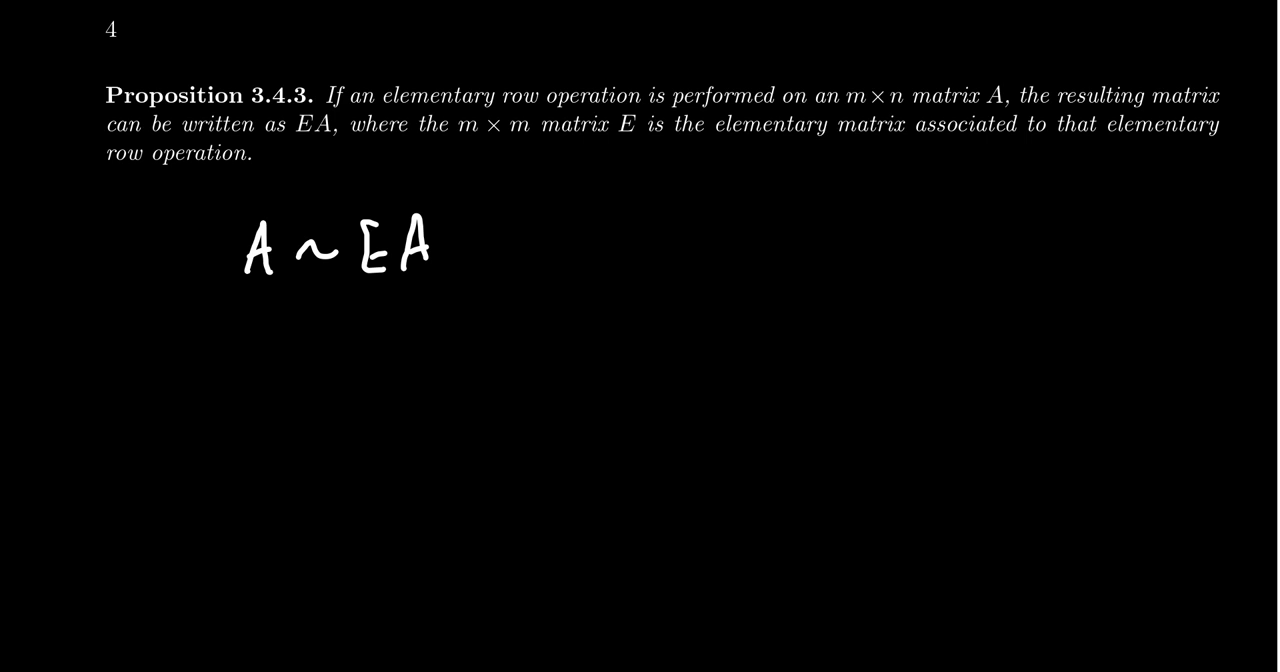 4
Proposition 3.4.3. If an elementary row operation is performed on an m × n matrix A, the resulting matrix
can be written as EA, where the m × m matrix E is the elementary matrix associated to that elementary
row operation.
A ~ EA